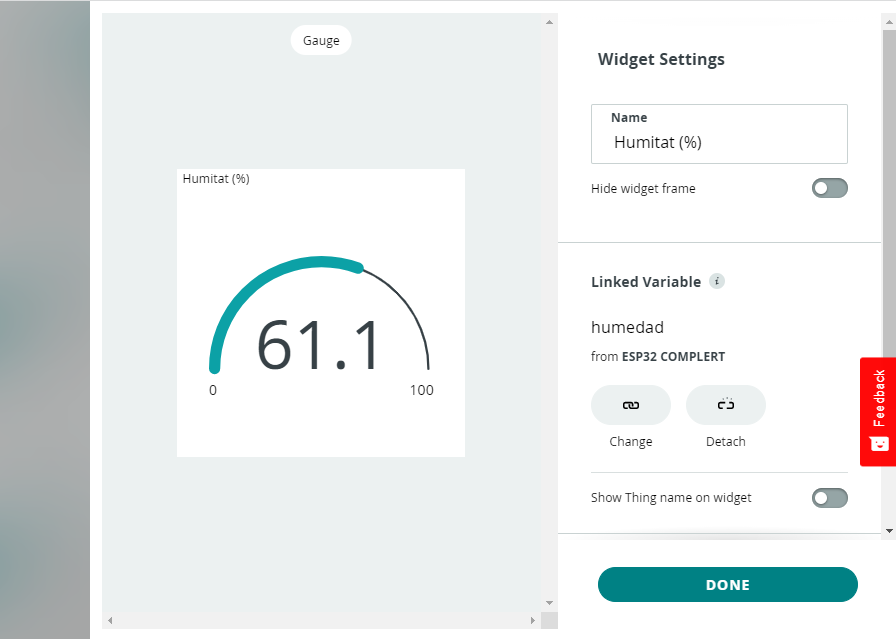 Gauge
Humitat (%)
61.1
0
100
Widget Settings
Name
Humitat (%)
Hide widget frame
Linked Variable i
humedad
from ESP32 COMPLERT
Change
Detach
Show Thing name on widget
DONE
Feedback